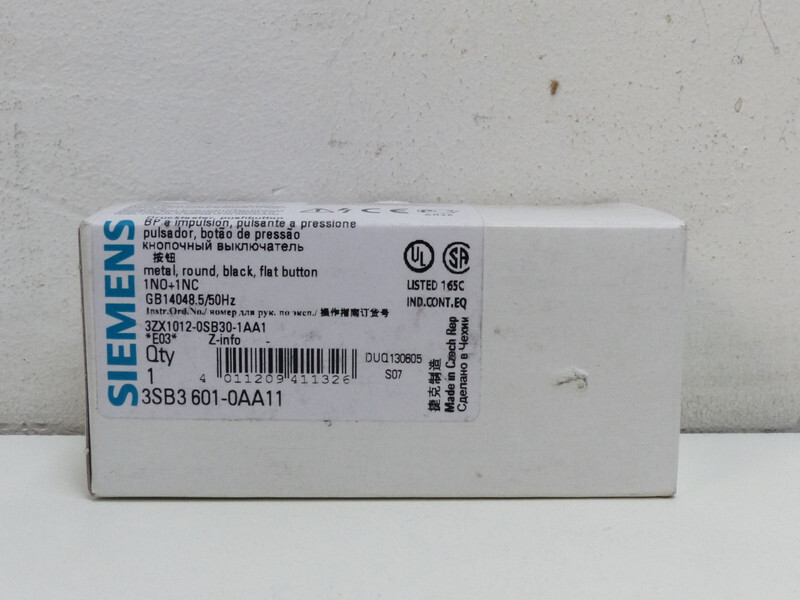 SIEMENS
BP à impulsion, pulsante a pressione
pulsador, botão de pressão
кнопочный выключатель
按钮
metal, round, black, flat button
1NO+1NC
GB14048.5/50Hz
Instr.Ord.No./ номер для рук. по эксп./ 操作指南订货号
3ZX1012-0SB30-1AA1
*E03* Z-info -
Qty
1
4 011209 411326
3SB3 601-0AA11
DUQ130605
S07
CE
UL SA
LISTED 165C
IND.CONT.EQ
捷克制造
Made in Czech Rep
Сделано в Чехии